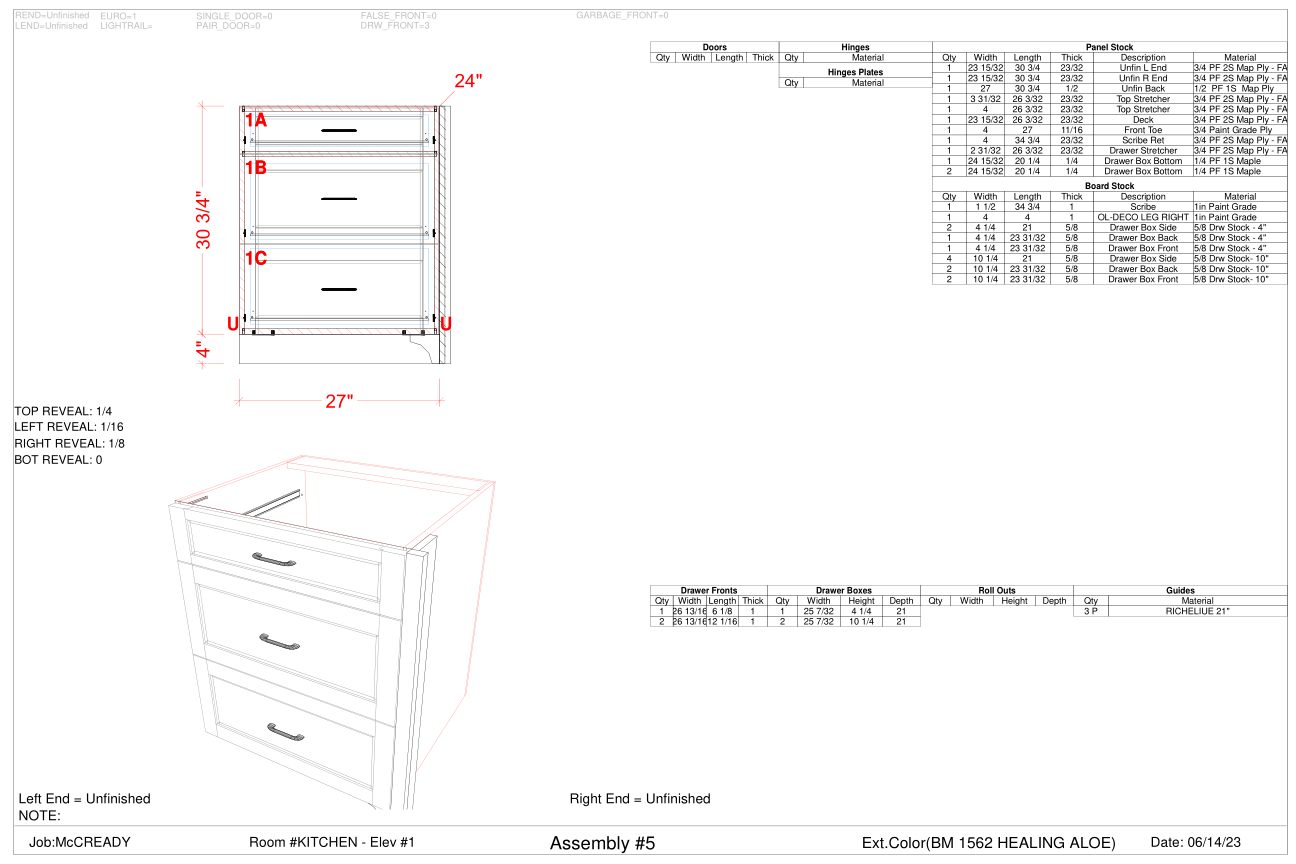 REND=Unfinished EURO=1 SINGLE_DOOR=0 FALSE_FRONT=0 GARBAGE_FRONT=0
LEND=Unfinished LIGHTRAIL= PAIR_DOOR=0 DRW_FRONT=3
24"
1A
1B
1C
U U
30 3/4"
4"
27"
TOP REVEAL: 1/4
LEFT REVEAL: 1/16
RIGHT REVEAL: 1/8
BOT REVEAL: 0
Doors
Qty Width Length Thick
Hinges
Qty Material
Hinges Plates
Qty Material
Panel Stock
Qty Width Length Thick Description Material
1 23 15/32 30 3/4 23/32 Unfin L End 3/4 PF 2S Map Ply - FA
1 23 15/32 30 3/4 23/32 Unfin R End 3/4 PF 2S Map Ply - FA
1 27 30 3/4 1/2 Unfin Back 1/2 PF 1S Map Ply
1 3 31/32 26 3/32 23/32 Top Stretcher 3/4 PF 2S Map Ply - FA
1 4 26 3/32 23/32 Top Stretcher 3/4 PF 2S Map Ply - FA
1 23 15/32 26 3/32 23/32 Deck 3/4 PF 2S Map Ply - FA
1 4 27 11/16 Front Toe 3/4 Paint Grade Ply
1 4 34 3/4 23/32 Scribe Ret 3/4 PF 2S Map Ply - FA
1 2 31/32 26 3/32 23/32 Drawer Stretcher 3/4 PF 2S Map Ply - FA
1 24 15/32 20 1/4 1/4 Drawer Box Bottom 1/4 PF 1S Maple
2 24 15/32 20 1/4 1/4 Drawer Box Bottom 1/4 PF 1S Maple
Board Stock
Qty Width Length Thick Description Material
1 1 1/2 34 3/4 1 Scribe 1in Paint Grade
1 4 4 1 OL-DECO LEG RIGHT 1in Paint Grade
2 4 1/4 21 5/8 Drawer Box Side 5/8 Drw Stock - 4"
1 4 1/4 23 31/32 5/8 Drawer Box Back 5/8 Drw Stock - 4"
1 4 1/4 23 31/32 5/8 Drawer Box Front 5/8 Drw Stock - 4"
4 10 1/4 21 5/8 Drawer Box Side 5/8 Drw Stock- 10"
2 10 1/4 23 31/32 5/8 Drawer Box Back 5/8 Drw Stock- 10"
2 10 1/4 23 31/32 5/8 Drawer Box Front 5/8 Drw Stock- 10"
Drawer Fronts Drawer Boxes Roll Outs Guides
Qty Width Length Thick Qty Width Height Depth Qty Width Height Depth Qty Material
1 26 13/16 6 1/8 1 1 25 7/32 4 1/4 21 3 P RICHELIUE 21"
2 26 13/16 12 1/16 1 2 25 7/32 10 1/4 21
Left End = Unfinished Right End = Unfinished
NOTE:
Job:McCREADY Room #KITCHEN - Elev #1 Assembly #5 Ext.Color(BM 1562 HEALING ALOE) Date: 06/14/23